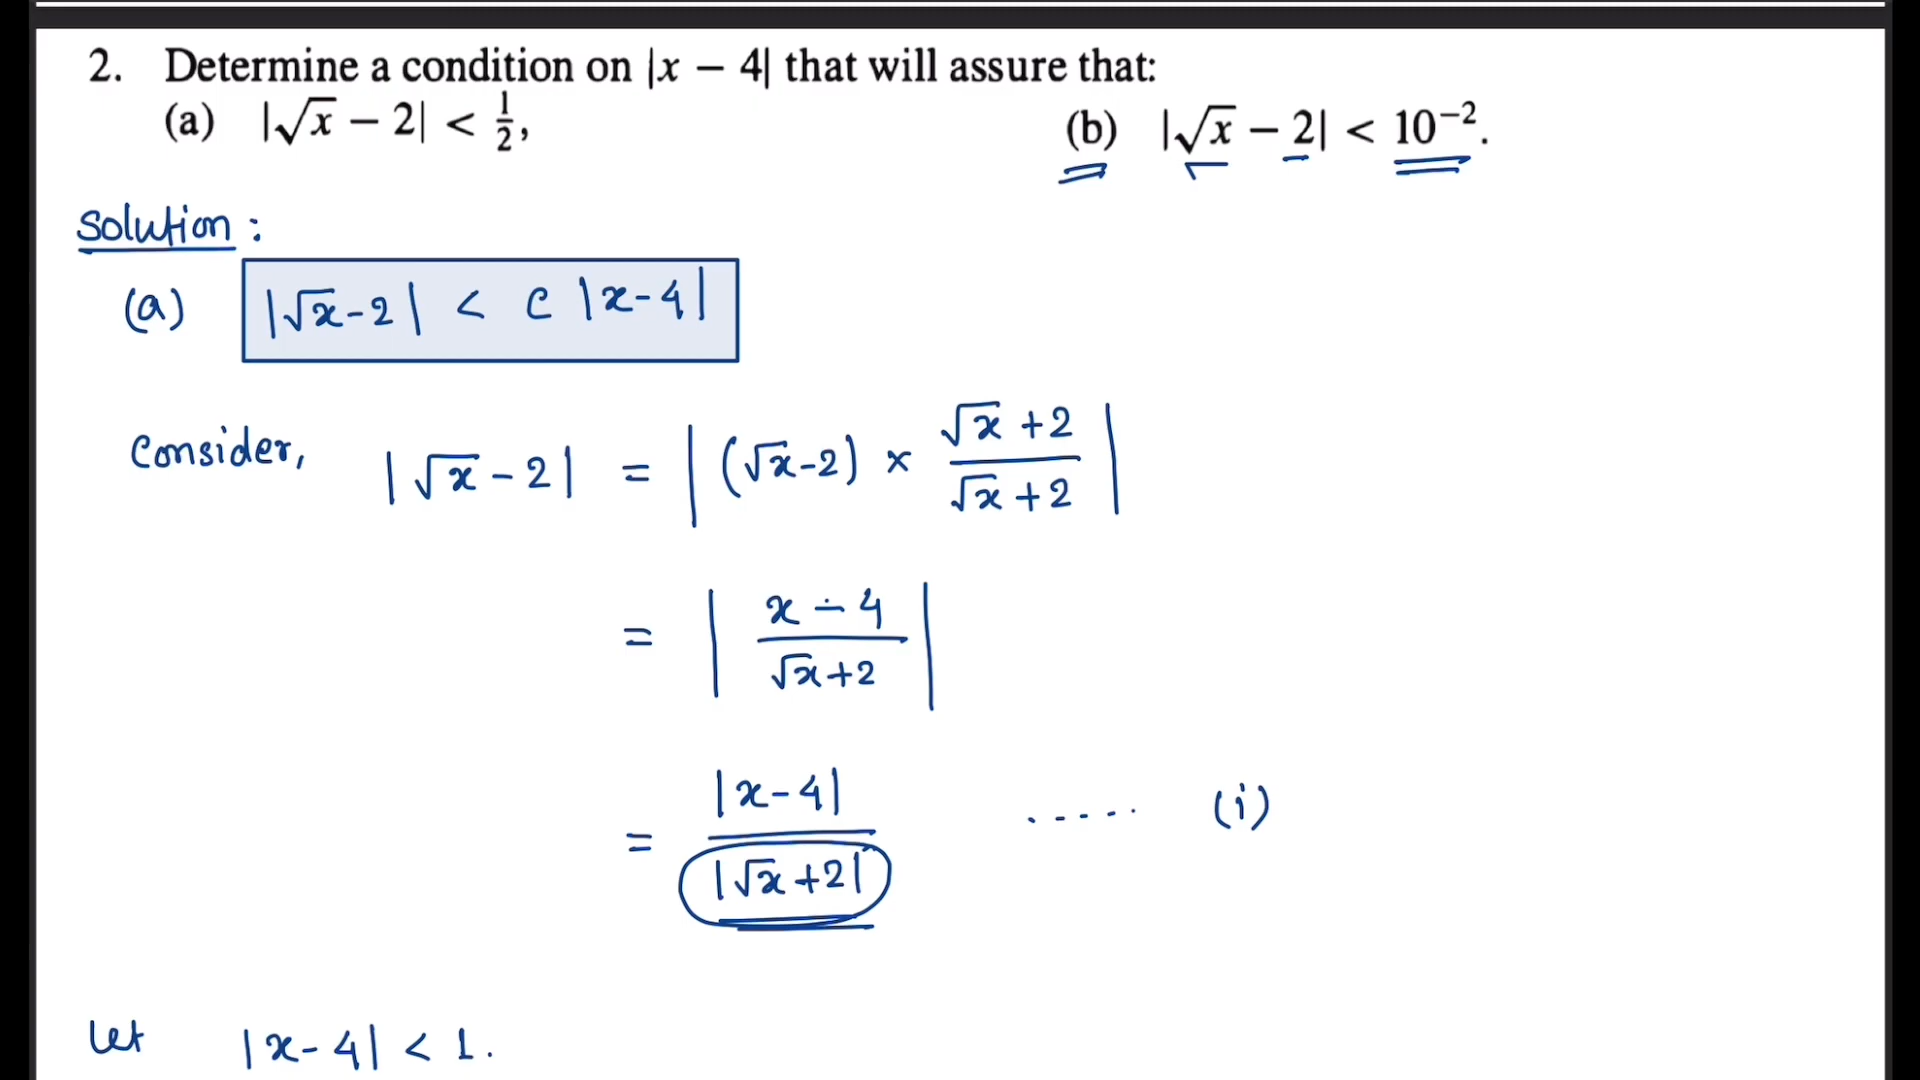 2. Determine a condition on |x − 4| that will assure that:
(a) |√x − 2| < 1/2, (b) |√x − 2| < 10⁻².
Solution :
(a) |√x-2| < c |x-4|
Consider, |√x - 2| = |(√x-2) × (√x +2)/(√x +2)|
= |(x - 4)/(√x+2)|
= |x-4|/|√x +2| ..... (i)
Let |x- 4| < 1.